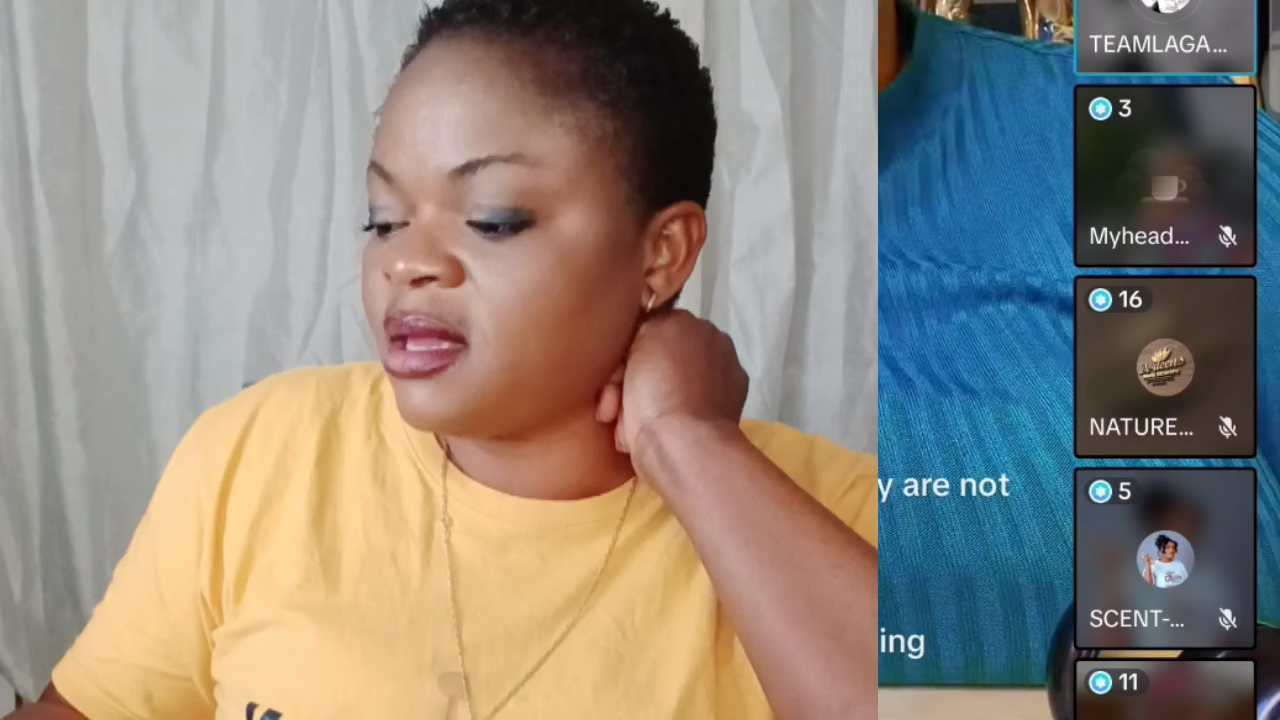 TEAMLAGA...
3
Myhead...
16
NATURE...
y are not
5
SCENT-...
ing
11